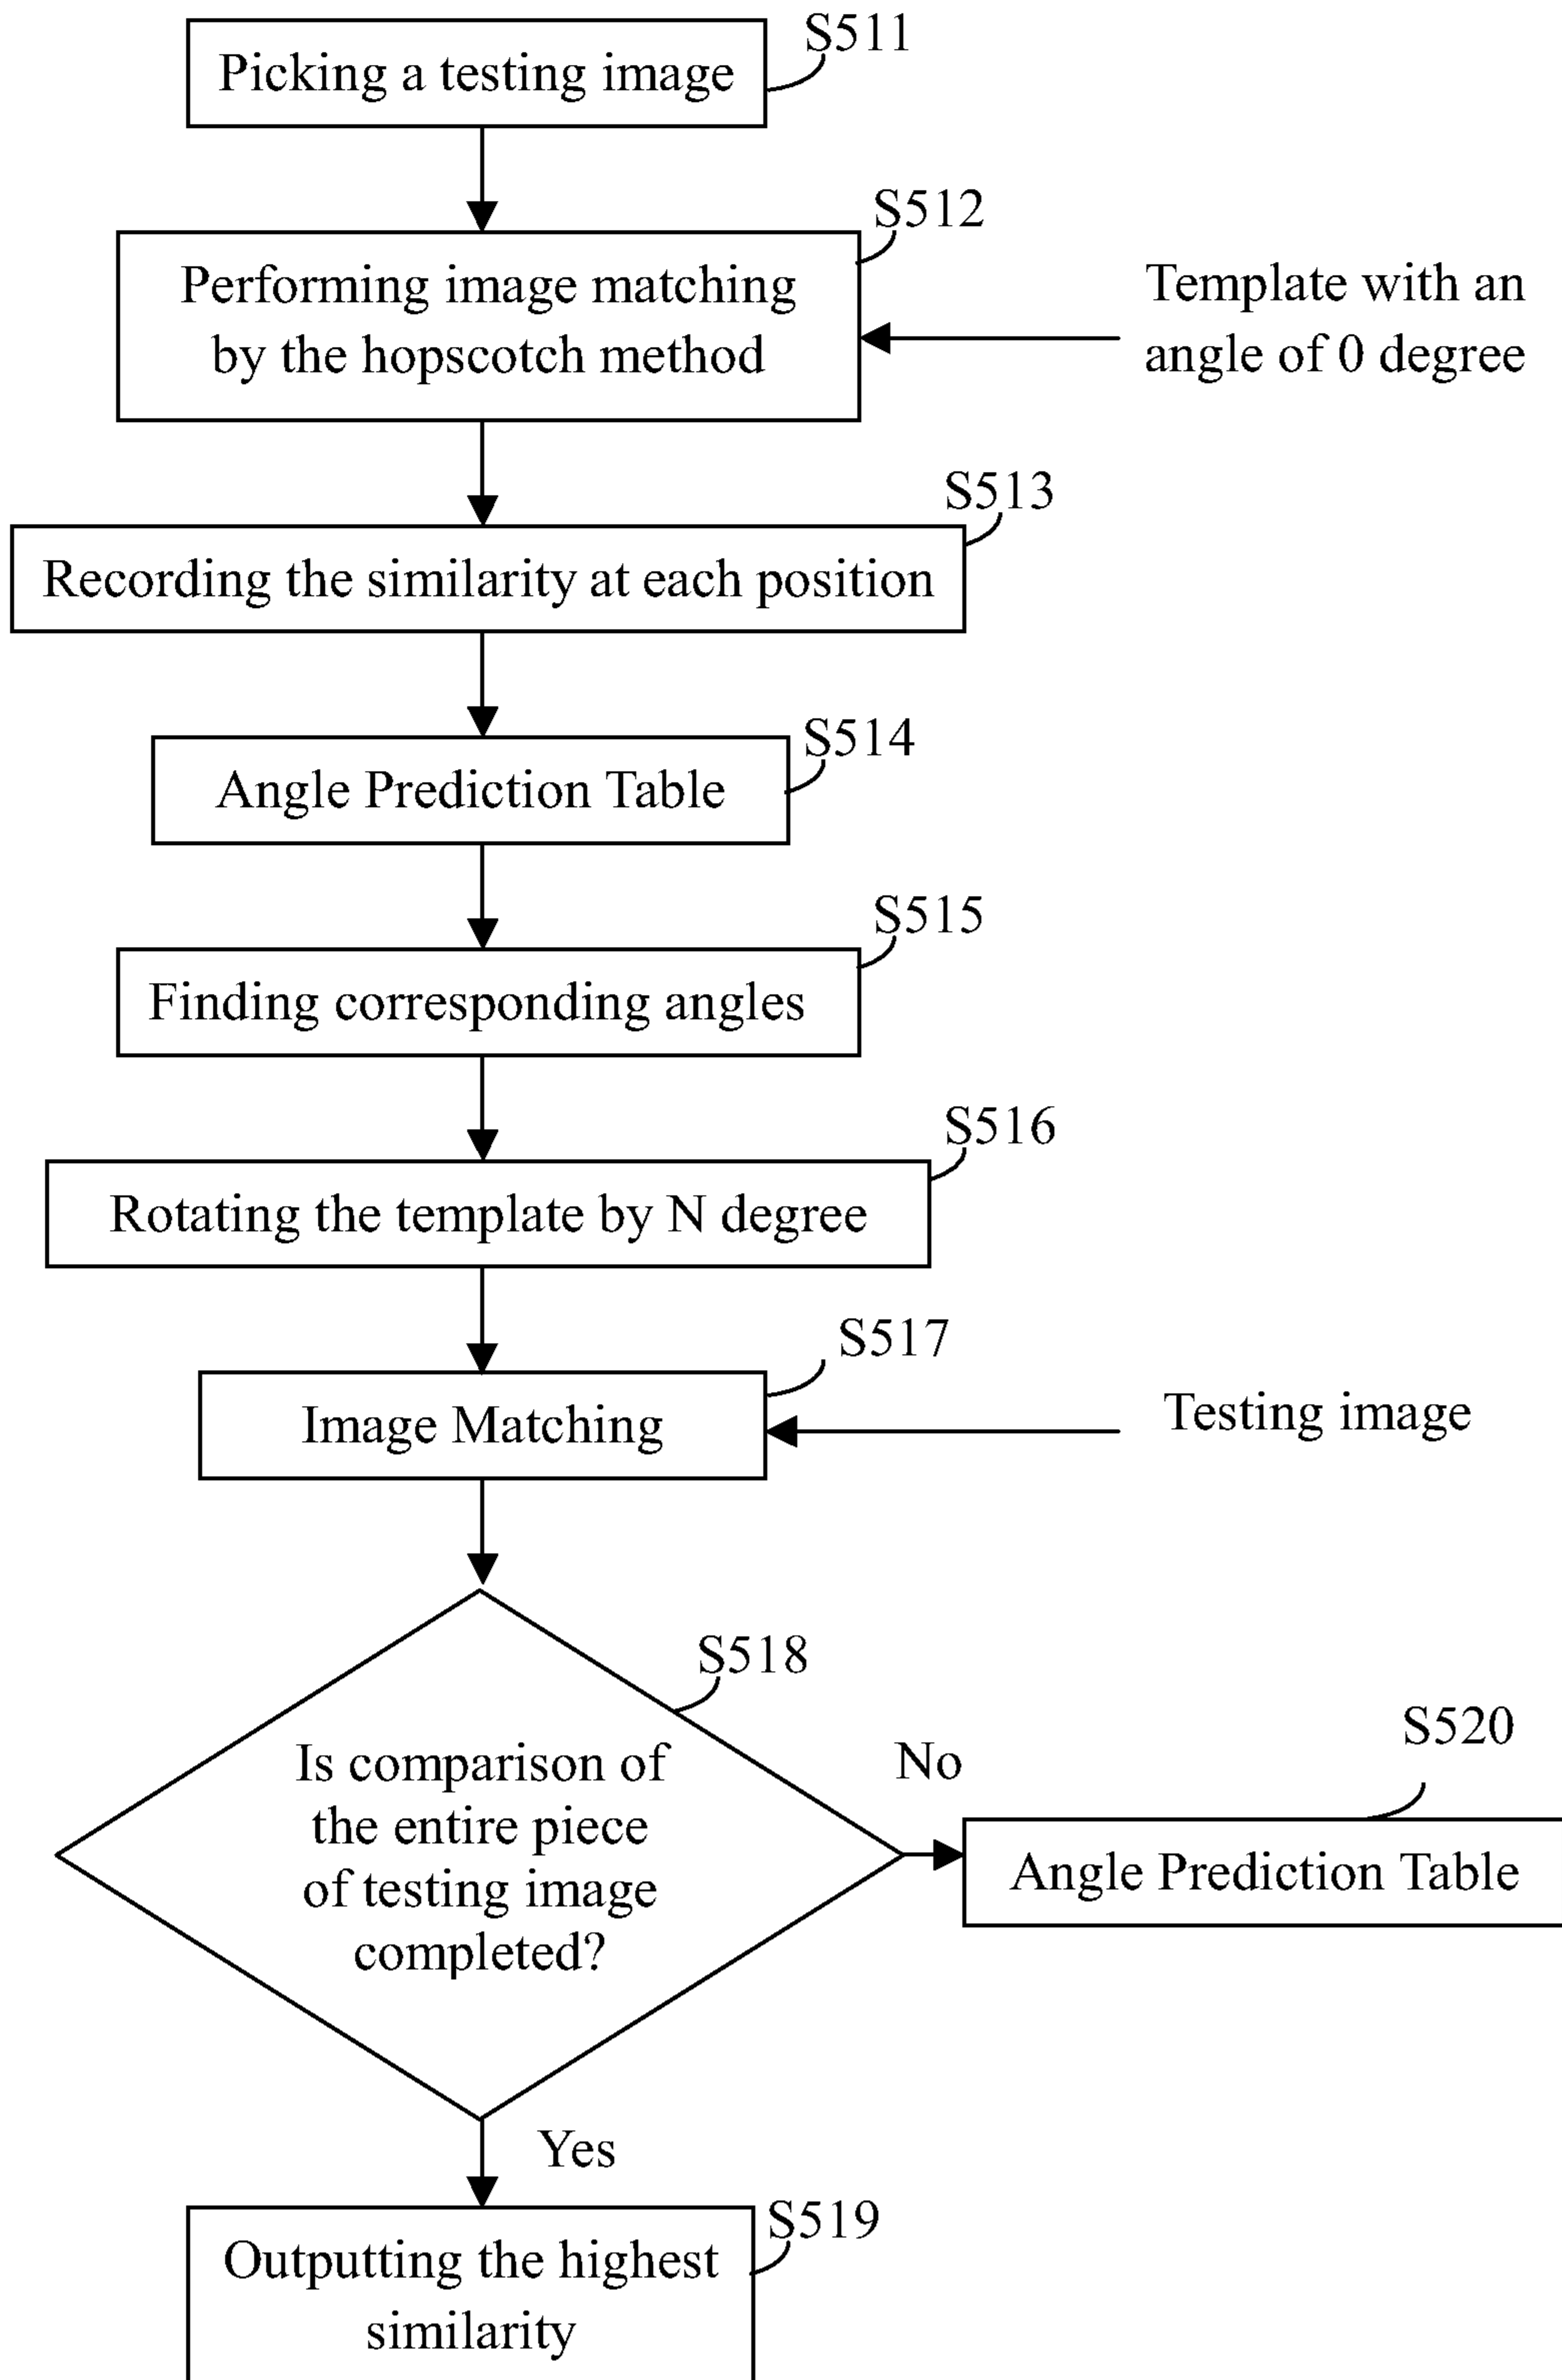 S511
Picking a testing image
S512
Performing image matching
by the hopscotch method
Template with an
angle of 0 degree
S513
Recording the similarity at each position
S514
Angle Prediction Table
S515
Finding corresponding angles
S516
Rotating the template by N degree
S517
Image Matching
Testing image
S518
Is comparison of
the entire piece
of testing image
completed?
No
S520
Angle Prediction Table
Yes
S519
Outputting the highest
similarity